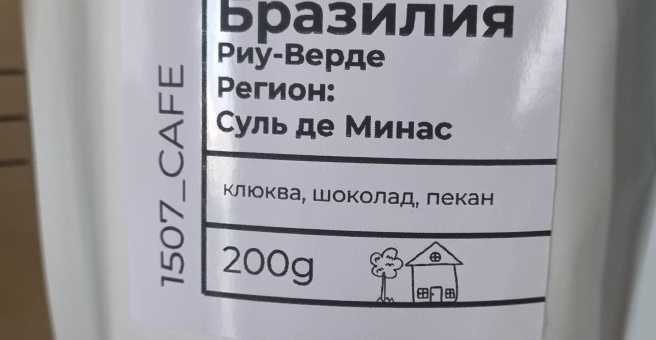 Бразилия
Риу-Верде
Регион:
Суль де Минас
клюква, шоколад, пекан
200g
1507_CAFE